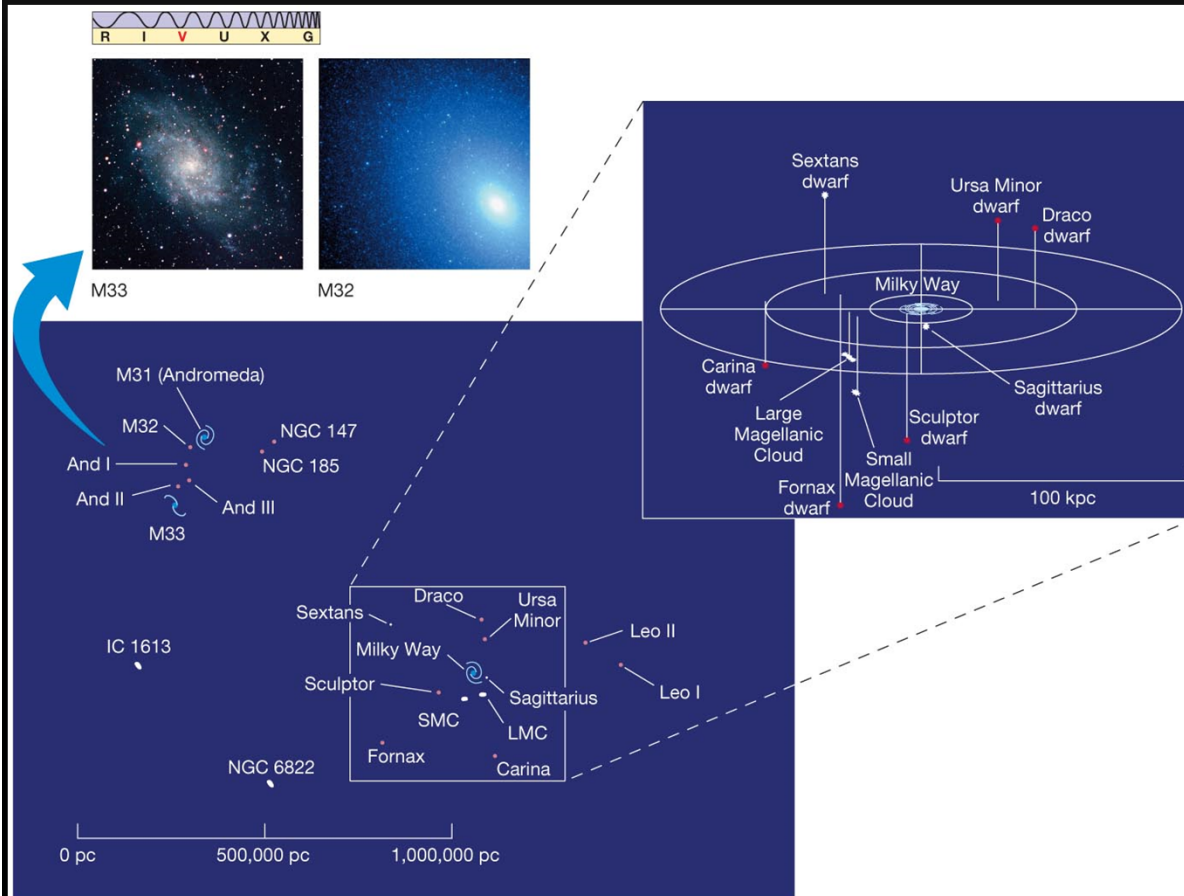 R I V U X G
M33
M32
Sextans
dwarf
Ursa Minor
dwarf
Draco
dwarf
Milky Way
Carina
dwarf
Large
Magellanic
Cloud
Sagittarius
dwarf
Sculptor
dwarf
Small
Magellanic
Cloud
Fornax
dwarf
100 kpc
M31 (Andromeda)
M32
NGC 147
And I
NGC 185
And II
And III
M33
Draco
Ursa
Minor
Sextans
Leo II
IC 1613
Milky Way
Sculptor
Sagittarius
Leo I
SMC
LMC
Fornax
Carina
NGC 6822
0 pc
500,000 pc
1,000,000 pc